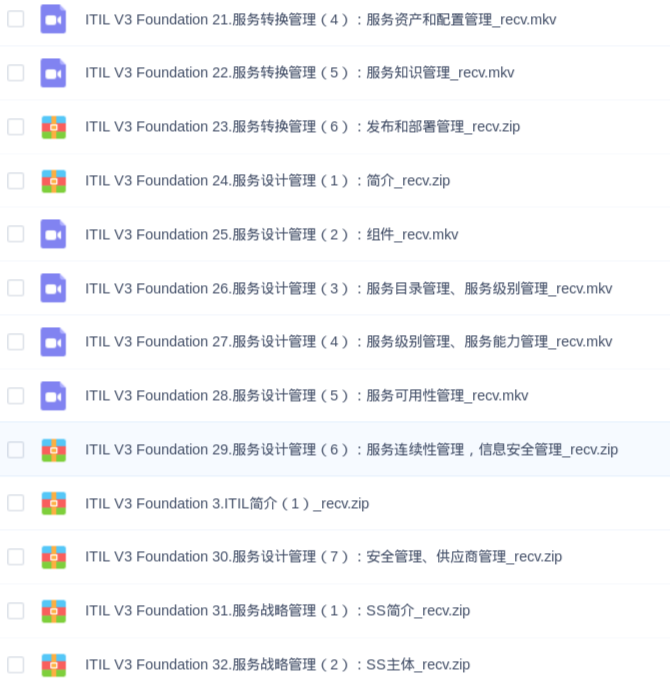 ITIL V3 Foundation 21.服务转换管理（4）：服务资产和配置管理_recv.mkv
ITIL V3 Foundation 22.服务转换管理（5）：服务知识管理_recv.mkv
ITIL V3 Foundation 23.服务转换管理（6）：发布和部署管理_recv.zip
ITIL V3 Foundation 24.服务设计管理（1）：简介_recv.zip
ITIL V3 Foundation 25.服务设计管理（2）：组件_recv.mkv
ITIL V3 Foundation 26.服务设计管理（3）：服务目录管理、服务级别管理_recv.mkv
ITIL V3 Foundation 27.服务设计管理（4）：服务级别管理、服务能力管理_recv.mkv
ITIL V3 Foundation 28.服务设计管理（5）：服务可用性管理_recv.mkv
ITIL V3 Foundation 29.服务设计管理（6）：服务连续性管理，信息安全管理_recv.zip
ITIL V3 Foundation 3.ITIL简介（1）_recv.zip
ITIL V3 Foundation 30.服务设计管理（7）：安全管理、供应商管理_recv.zip
ITIL V3 Foundation 31.服务战略管理（1）：SS简介_recv.zip
ITIL V3 Foundation 32.服务战略管理（2）：SS主体_recv.zip